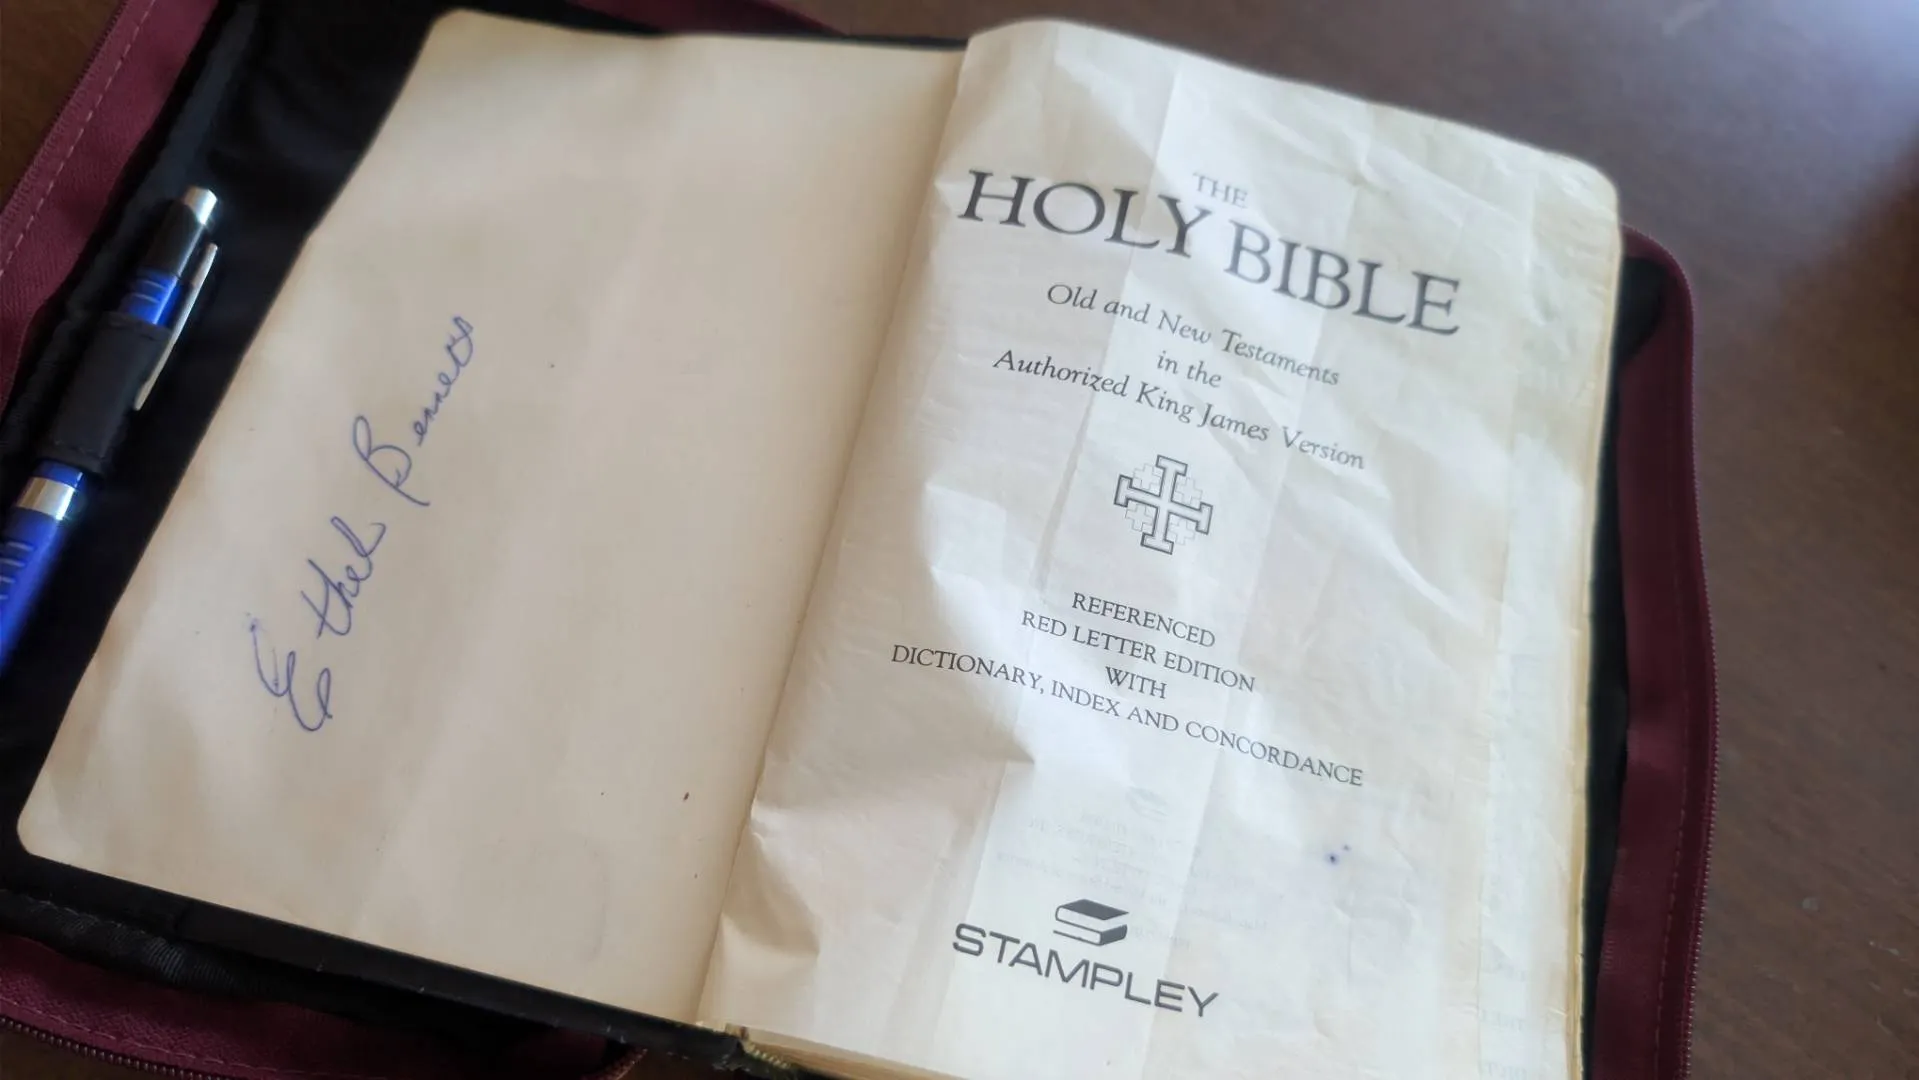 Ethel Bennett
THE
HOLY BIBLE
Old and New Testaments
in the
Authorized King James Version
REFERENCED
RED LETTER EDITION
WITH
DICTIONARY, INDEX AND CONCORDANCE
STAMPLEY